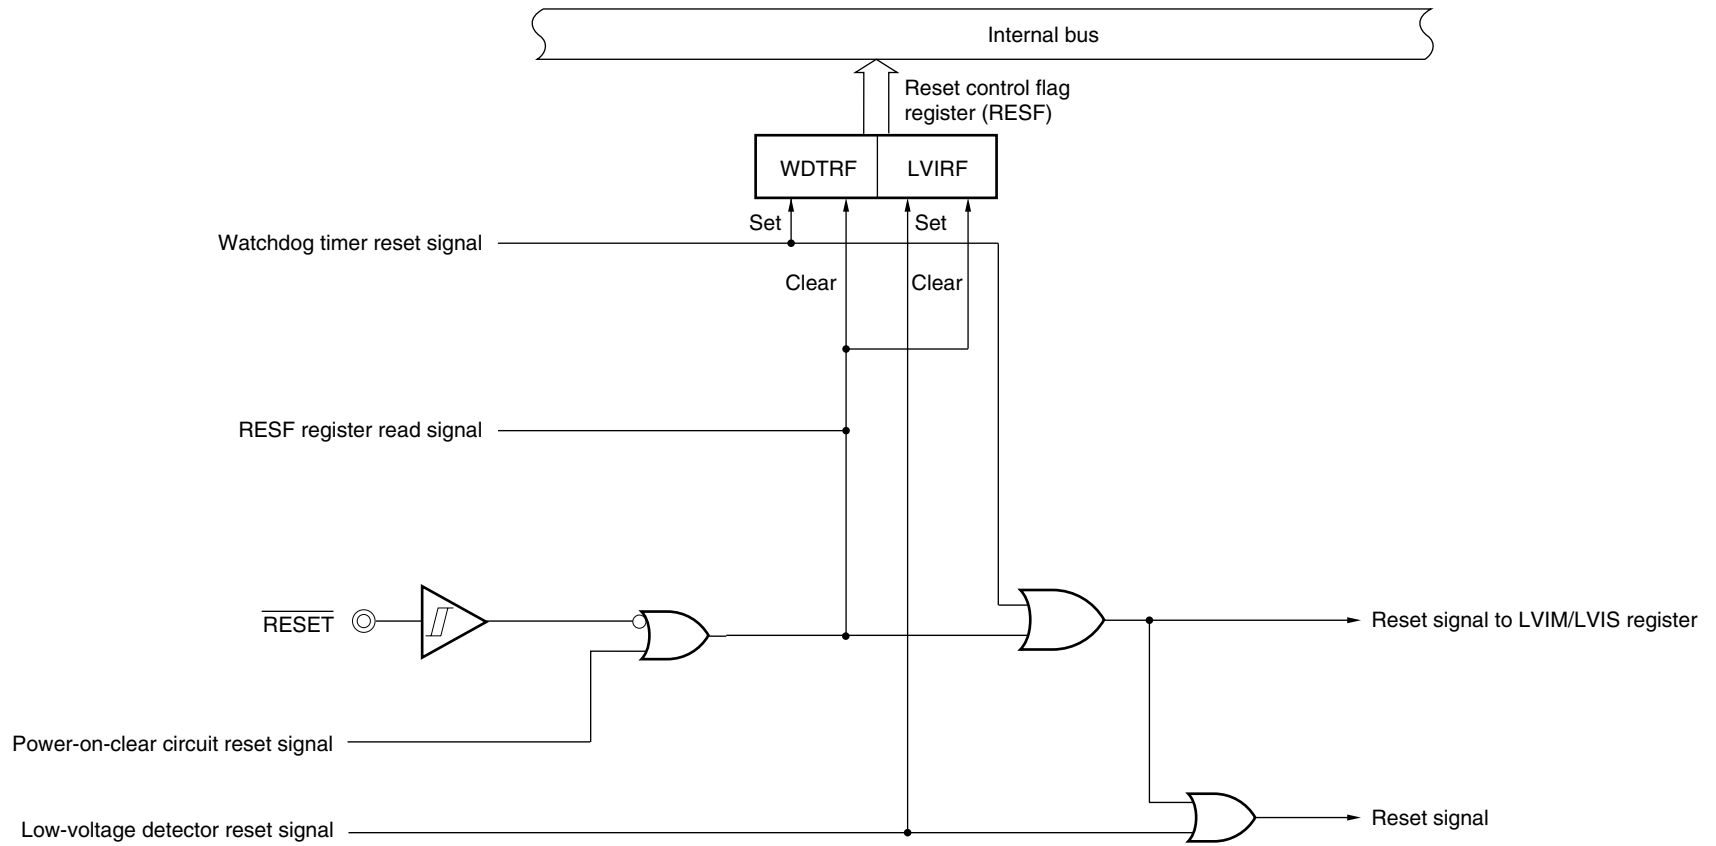 Internal bus
Reset control flag
register (RESF)
WDTRF
LVIRF
Set
Set
Watchdog timer reset signal
Clear
Clear
RESF register read signal
RESET
Reset signal to LVIM/LVIS register
Power-on-clear circuit reset signal
Low-voltage detector reset signal
Reset signal